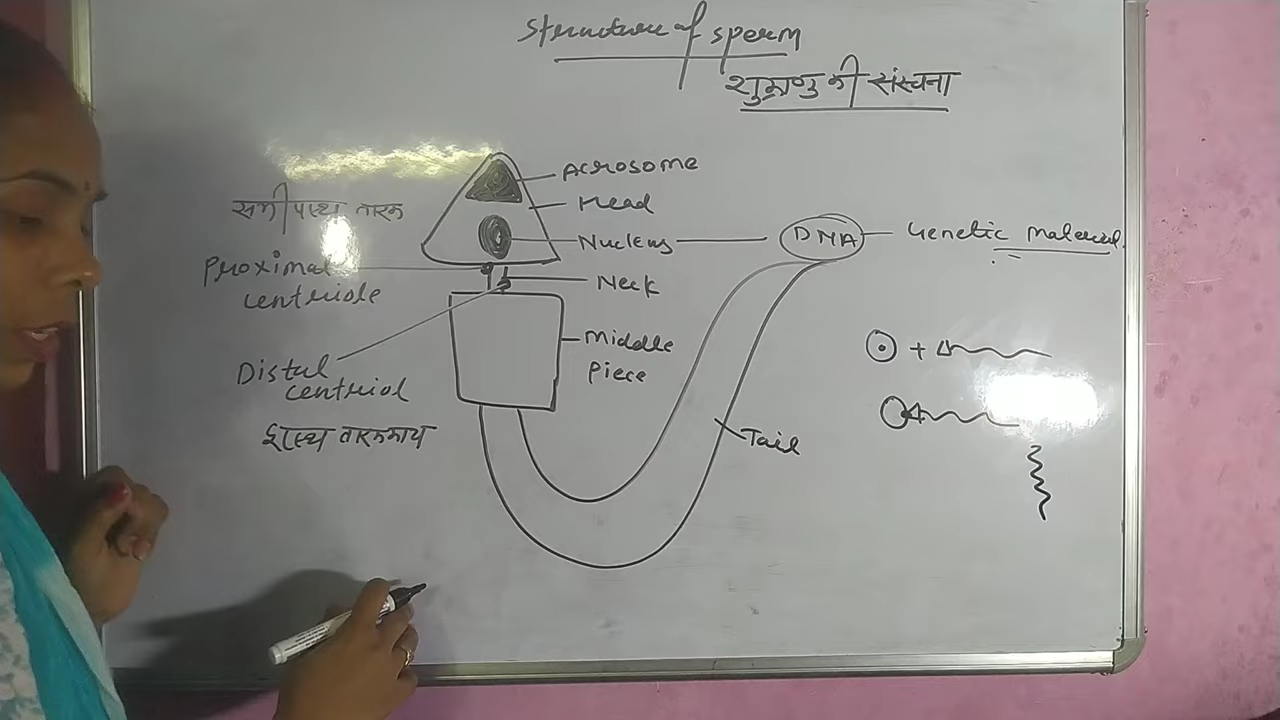 Structure of sperm
शुक्राणु की संरचना
Acrosome
Head
समीपस्थ तारक
Nucleus
DNA
Genetic material
Proximal
centriole
Neck
Middle
piece
Distal
centriol
तारककाय
Tail